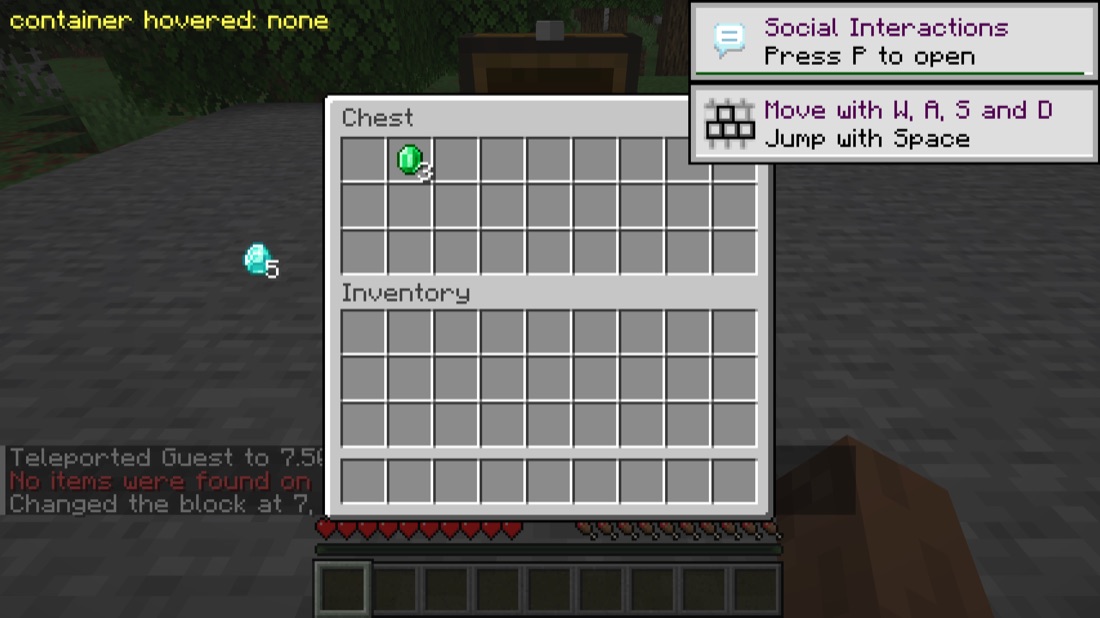 container hovered: none
Social Interactions
Press P to open
Move with W, A, S and D
Jump with Space
Chest
3
5
Inventory
Teleported Guest to 7.50
No items were found on
Changed the block at 7,